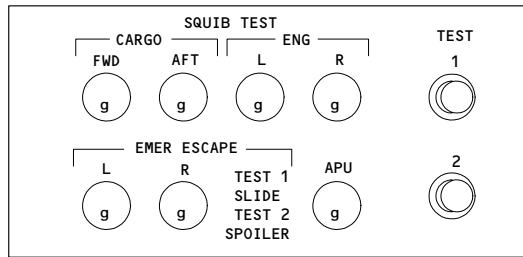 SQUIB TEST
CARGO ENG TEST
FWD AFT L R 1
g g g g
EMER ESCAPE 2
L R TEST 1 APU
SLIDE
g g TEST 2 g
SPOILER